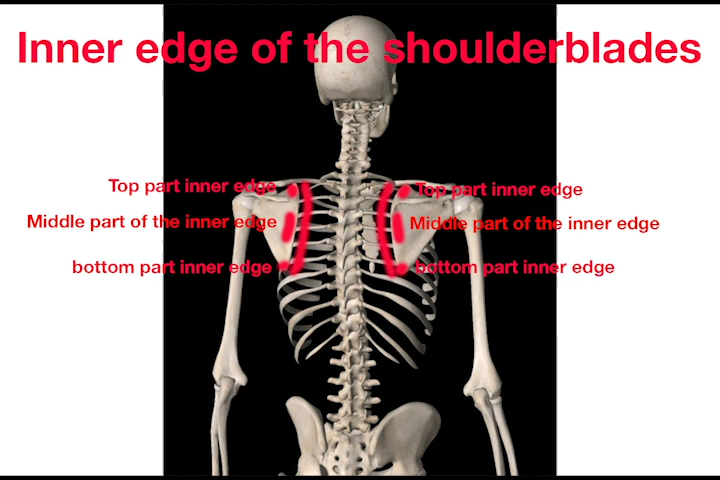 Inner edge of the shoulderblades
Top part inner edge
Top part inner edge
Middle part of the inner edge
Middle part of the inner edge
bottom part inner edge
bottom part inner edge